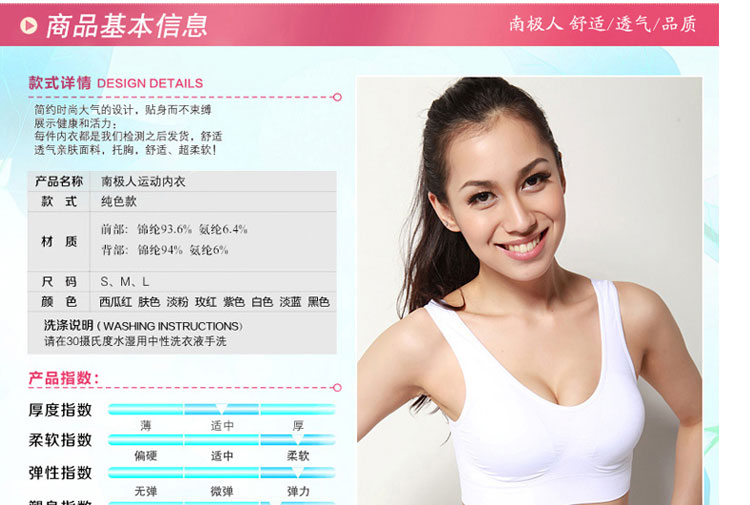 商品基本信息
南极人 舒适/透气/品质
款式详情 DESIGN DETAILS
简约时尚大气的设计，贴身而不束缚
展示健康和活力；
每件内衣都是我们检测之后发货，舒适
透气亲肤面料，托胸，舒适、超柔软！
产品名称 南极人运动内衣
款 式 纯色款
材 质 前部：锦纶93.6% 氨纶6.4%
背部：锦纶94% 氨纶6%
尺 码 S、M、L
颜 色 西瓜红 肤色 淡粉 玫红 紫色 白色 淡蓝 黑色
洗涤说明 ( WASHING INSTRUCTIONS)
请在30摄氏度水湿用中性洗衣液手洗
产品指数：
厚度指数
薄 适中 厚
柔软指数
偏硬 适中 柔软
弹性指数
无弹 微弹 弹力